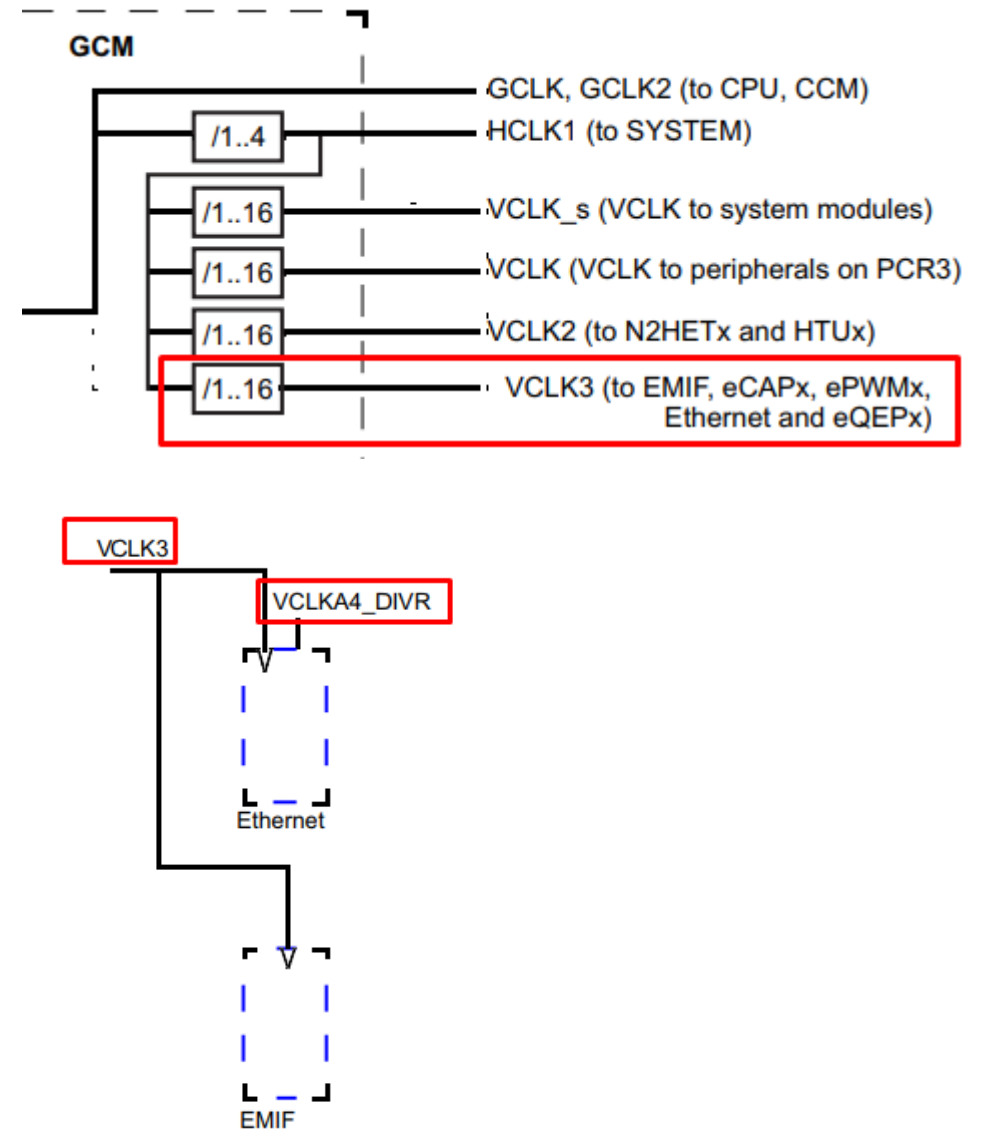 GCM
GCLK, GCLK2 (to CPU, CCM)
/1..4
HCLK1 (to SYSTEM)
/1..16
VCLK_s (VCLK to system modules)
/1..16
VCLK (VCLK to peripherals on PCR3)
/1..16
VCLK2 (to N2HETx and HTUx)
/1..16
VCLK3 (to EMIF, eCAPx, ePWMx,
Ethernet and eQEPx)
VCLK3
VCLKA4_DIVR
Ethernet
EMIF